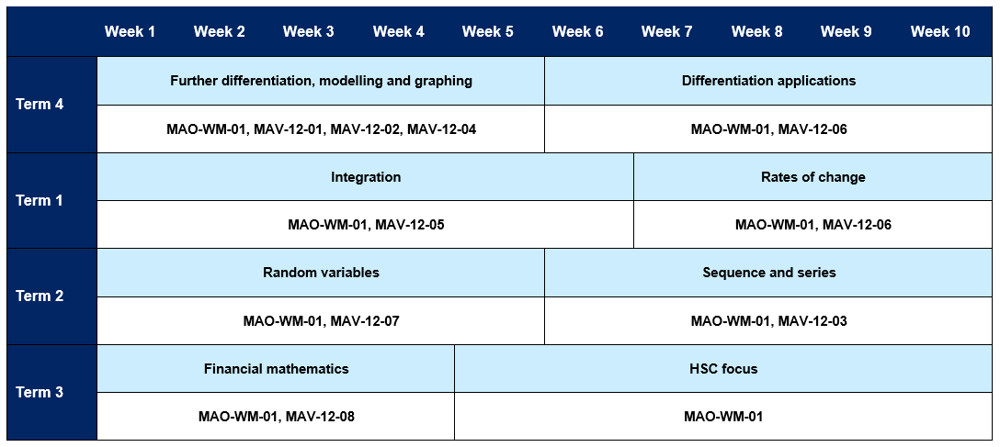 Week 1 Week 2 Week 3 Week 4 Week 5 Week 6 Week 7 Week 8 Week 9 Week 10
Term 4
Further differentiation, modelling and graphing
Differentiation applications
MAO-WM-01, MAV-12-01, MAV-12-02, MAV-12-04
MAO-WM-01, MAV-12-06
Term 1
Integration
Rates of change
MAO-WM-01, MAV-12-05
MAO-WM-01, MAV-12-06
Term 2
Random variables
Sequence and series
MAO-WM-01, MAV-12-07
MAO-WM-01, MAV-12-03
Term 3
Financial mathematics
HSC focus
MAO-WM-01, MAV-12-08
MAO-WM-01